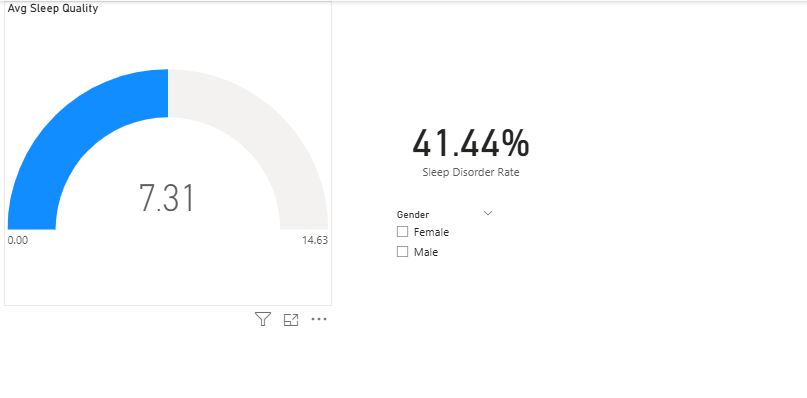 Avg Sleep Quality
7.31
0.00
14.63
41.44%
Sleep Disorder Rate
Gender
Female
Male